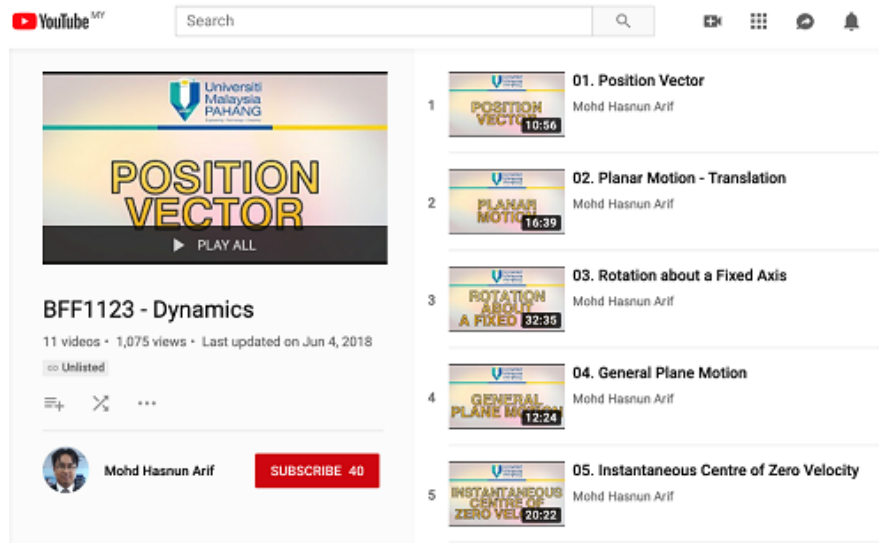 YouTube MY
Search
Universiti
Malaysia
PAHANG
POSITION
VECTOR
PLAY ALL
BFF1123 - Dynamics
11 videos • 1,075 views • Last updated on Jun 4, 2018
Unlisted
Mohd Hasnun Arif
SUBSCRIBE 40
1
POSITION
VECTOR
10:56
01. Position Vector
Mohd Hasnun Arif
2
PLANAR
MOTION
16:39
02. Planar Motion - Translation
Mohd Hasnun Arif
3
ROTATION
ABOUT
A FIXED
32:35
03. Rotation about a Fixed Axis
Mohd Hasnun Arif
4
GENERAL
PLANE MOTION
12:24
04. General Plane Motion
Mohd Hasnun Arif
5
INSTANTANEOUS
CENTRE OF
ZERO
20:22
05. Instantaneous Centre of Zero Velocity
Mohd Hasnun Arif